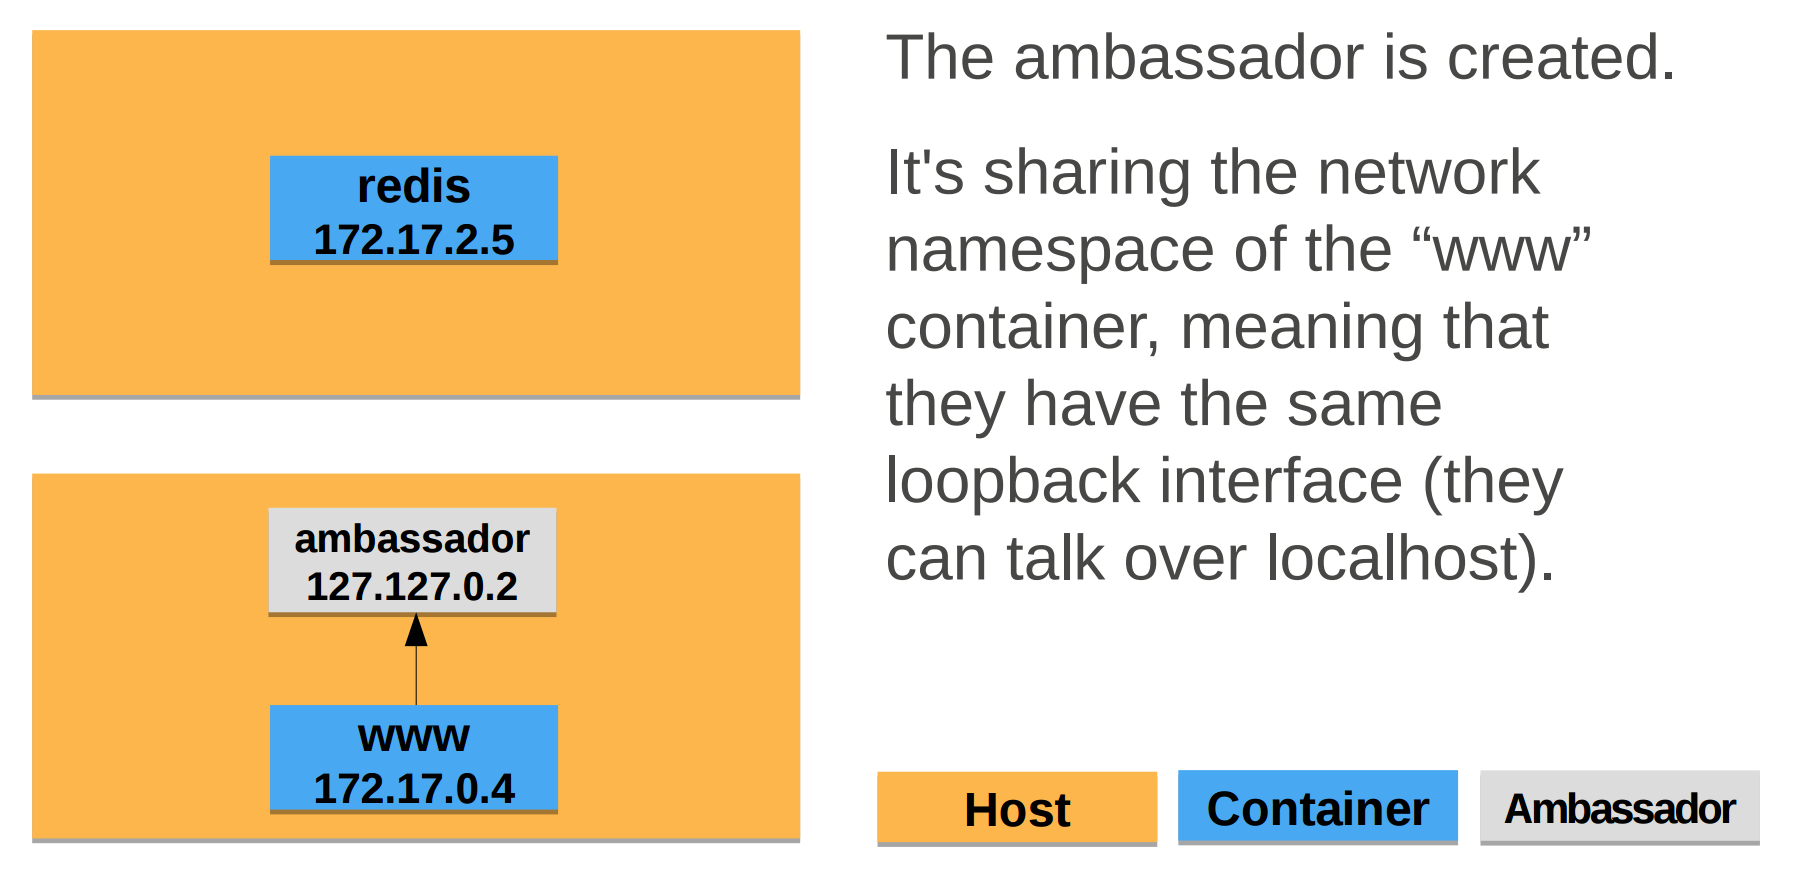 redis
172.17.2.5
ambassador
127.127.0.2
www
172.17.0.4
The ambassador is created.
It's sharing the network
namespace of the “www”
container, meaning that
they have the same
loopback interface (they
can talk over localhost).
Host
Container
Ambassador